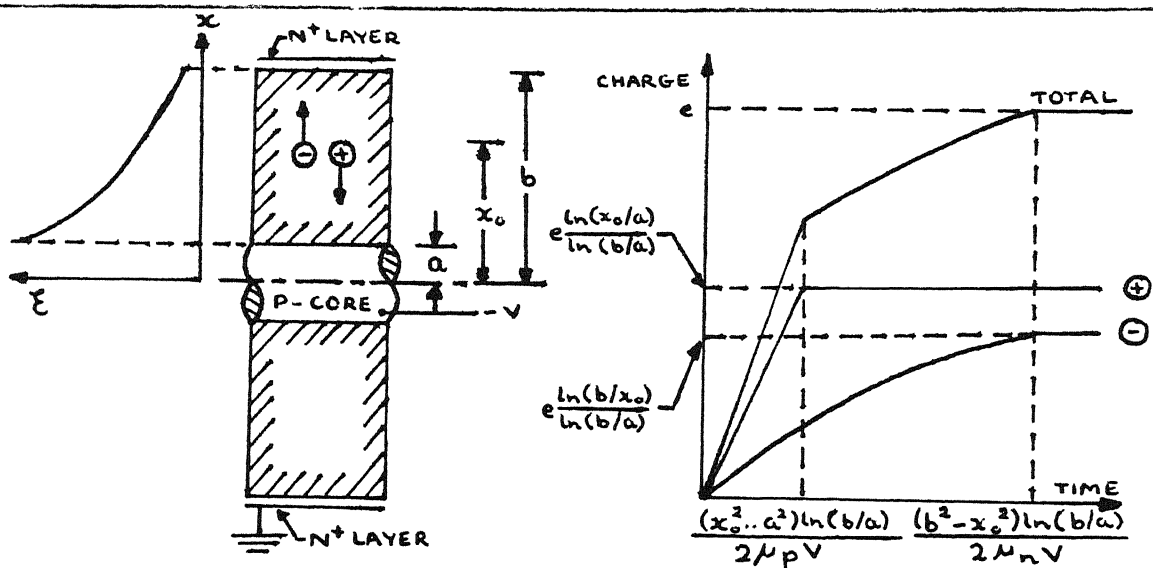 x
N+ LAYER
⊖ ⊕
x₀
b
a
ξ
P-CORE
-V
N+ LAYER
CHARGE
e
TOTAL
e ln(x₀/a) / ln(b/a)
⊕
⊖
e ln(b/x₀) / ln(b/a)
TIME
(x₀²..a²)ln(b/a) / 2μpV
(b²-x₀²)ln(b/a) / 2μnV